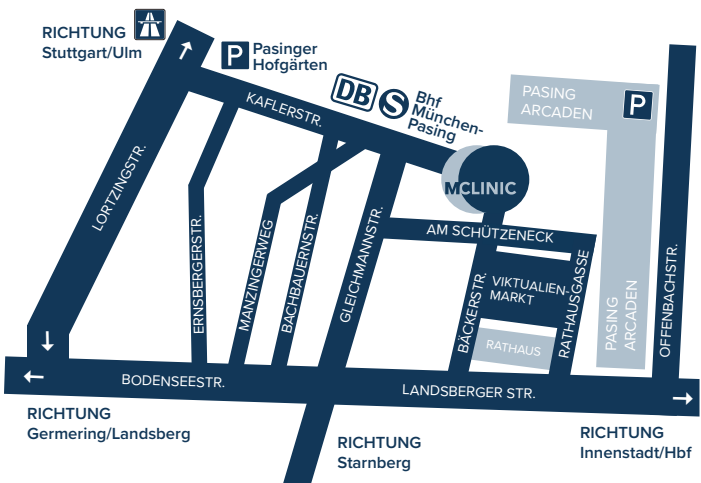 RICHTUNG
Stuttgart/Ulm
P
Pasinger
Hofgärten
DB
S
Bhf
München-
Pasing
PASING
ARCADEN
P
KAFLERSTR.
LORTZINGSTR.
MCLINIC
AM SCHÜTZENECK
ERNSBERGERSTR.
MANZINGERWEG
BACHBAUERNSTR.
GLEICHMANNSTR.
BÄCKERSTR.
VIKTUALIEN-
MARKT
RATHAUS
RATHAUSGASSE
PASING
ARCADEN
OFFENBACHSTR.
BODENSEESTR.
LANDSBERGER STR.
RICHTUNG
Germering/Landsberg
RICHTUNG
Starnberg
RICHTUNG
Innenstadt/Hbf